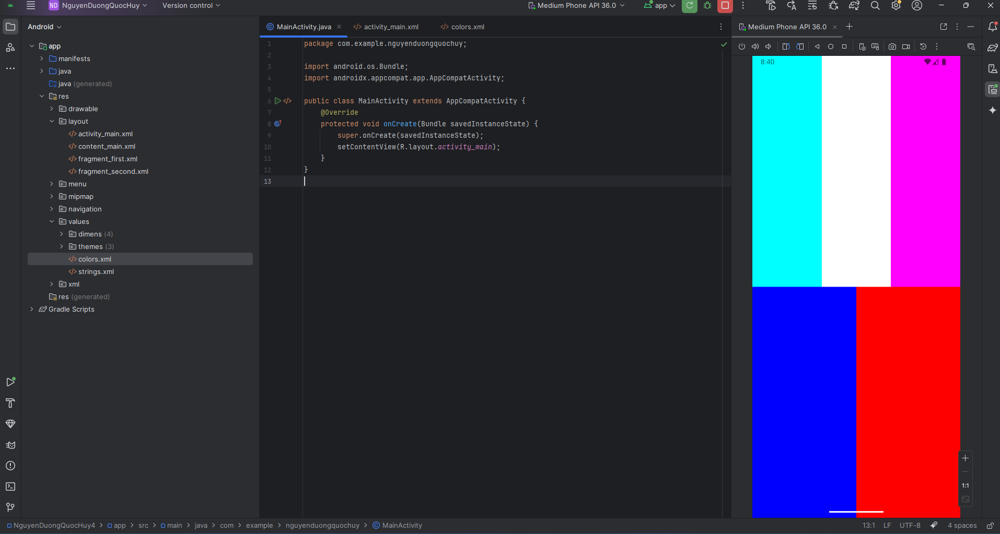 ND NguyenDuongQuocHuy Version control Medium Phone API 36.0 app
Android
app
manifests
java
java (generated)
res
drawable
layout
activity_main.xml
content_main.xml
fragment_first.xml
fragment_second.xml
menu
mipmap
navigation
values
dimens (4)
themes (3)
colors.xml
strings.xml
xml
res (generated)
Gradle Scripts
MainActivity.java activity_main.xml colors.xml
1 package com.example.nguyenduongquochuy;
2
3 import android.os.Bundle;
4 import androidx.appcompat.app.AppCompatActivity;
5
6 public class MainActivity extends AppCompatActivity {
7 @Override
8 protected void onCreate(Bundle savedInstanceState) {
9 super.onCreate(savedInstanceState);
10 setContentView(R.layout.activity_main);
11 }
12 }
13
Medium Phone API 36.0
8:40
1:1
NguyenDuongQuocHuy4 > app > src > main > java > com > example > nguyenduongquochuy > MainActivity
13:1 LF UTF-8 4 spaces